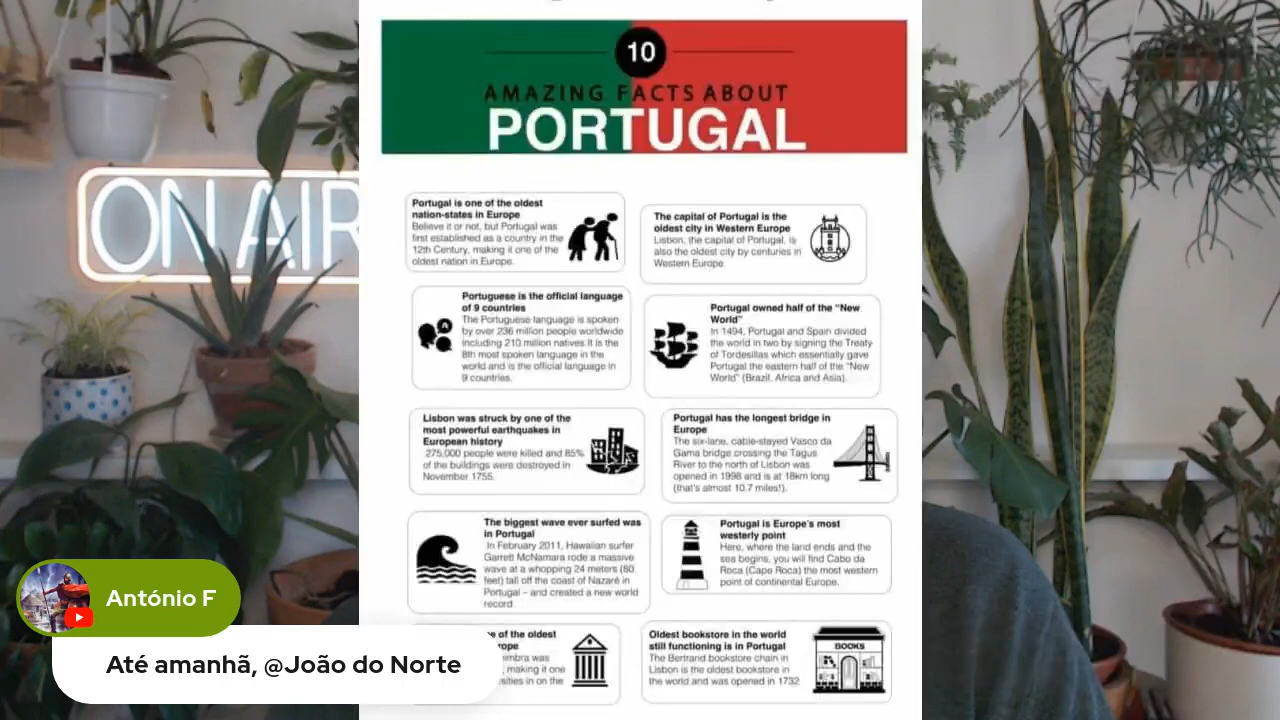 10
AMAZING FACTS ABOUT
PORTUGAL
ON AIR
Portugal is one of the oldest
nation-states in Europe
Believe it or not, but Portugal was
first established as a country in the
12th Century, making it one of the
oldest nation in Europe.
The capital of Portugal is the
oldest city in Western Europe
Lisbon, the capital of Portugal, is
also the oldest city by centuries in
Western Europe
Portuguese is the official language
of 9 countries
The Portuguese language is spoken
by over 236 million people worldwide
including 210 million natives. It is the
8th most spoken language in the
world and is the official language in
9 countries.
Portugal owned half of the "New
World"
In 1494, Portugal and Spain divided
the world in two by signing the Treaty
of Tordesillas which essentially gave
Portugal the eastern half of the "New
World" (Brazil, Africa and Asia).
Lisbon was struck by one of the
most powerful earthquakes in
European history
275,000 people were killed and 85%
of the buildings were destroyed in
November 1755.
Portugal has the longest bridge in
Europe
The six-lane, cable-stayed Vasco da
Gama bridge crossing the Tagus
River to the north of Lisbon was
opened in 1998 and is at 18km long
(that's almost 10.7 miles!).
The biggest wave ever surfed was
in Portugal
In February 2011, Hawaiian surfer
Garrett McNamara rode a massive
wave at a whopping 24 meters (80
feet) tall off the coast of Nazaré in
Portugal – and created a new world
record.
Portugal is Europe's most
westerly point
Here, where the land ends and the
sea begins, you will find Cabo da
Roca (Cape Roca) the most western
point of continental Europe.
of the oldest
was
, making it one
in on the
Oldest bookstore in the world
still functioning is in Portugal
The Bertrand bookstore chain in
Lisbon is the oldest bookstore in
the world and was opened in 1732
BOOKS
António F
Até amanhã, @João do Norte